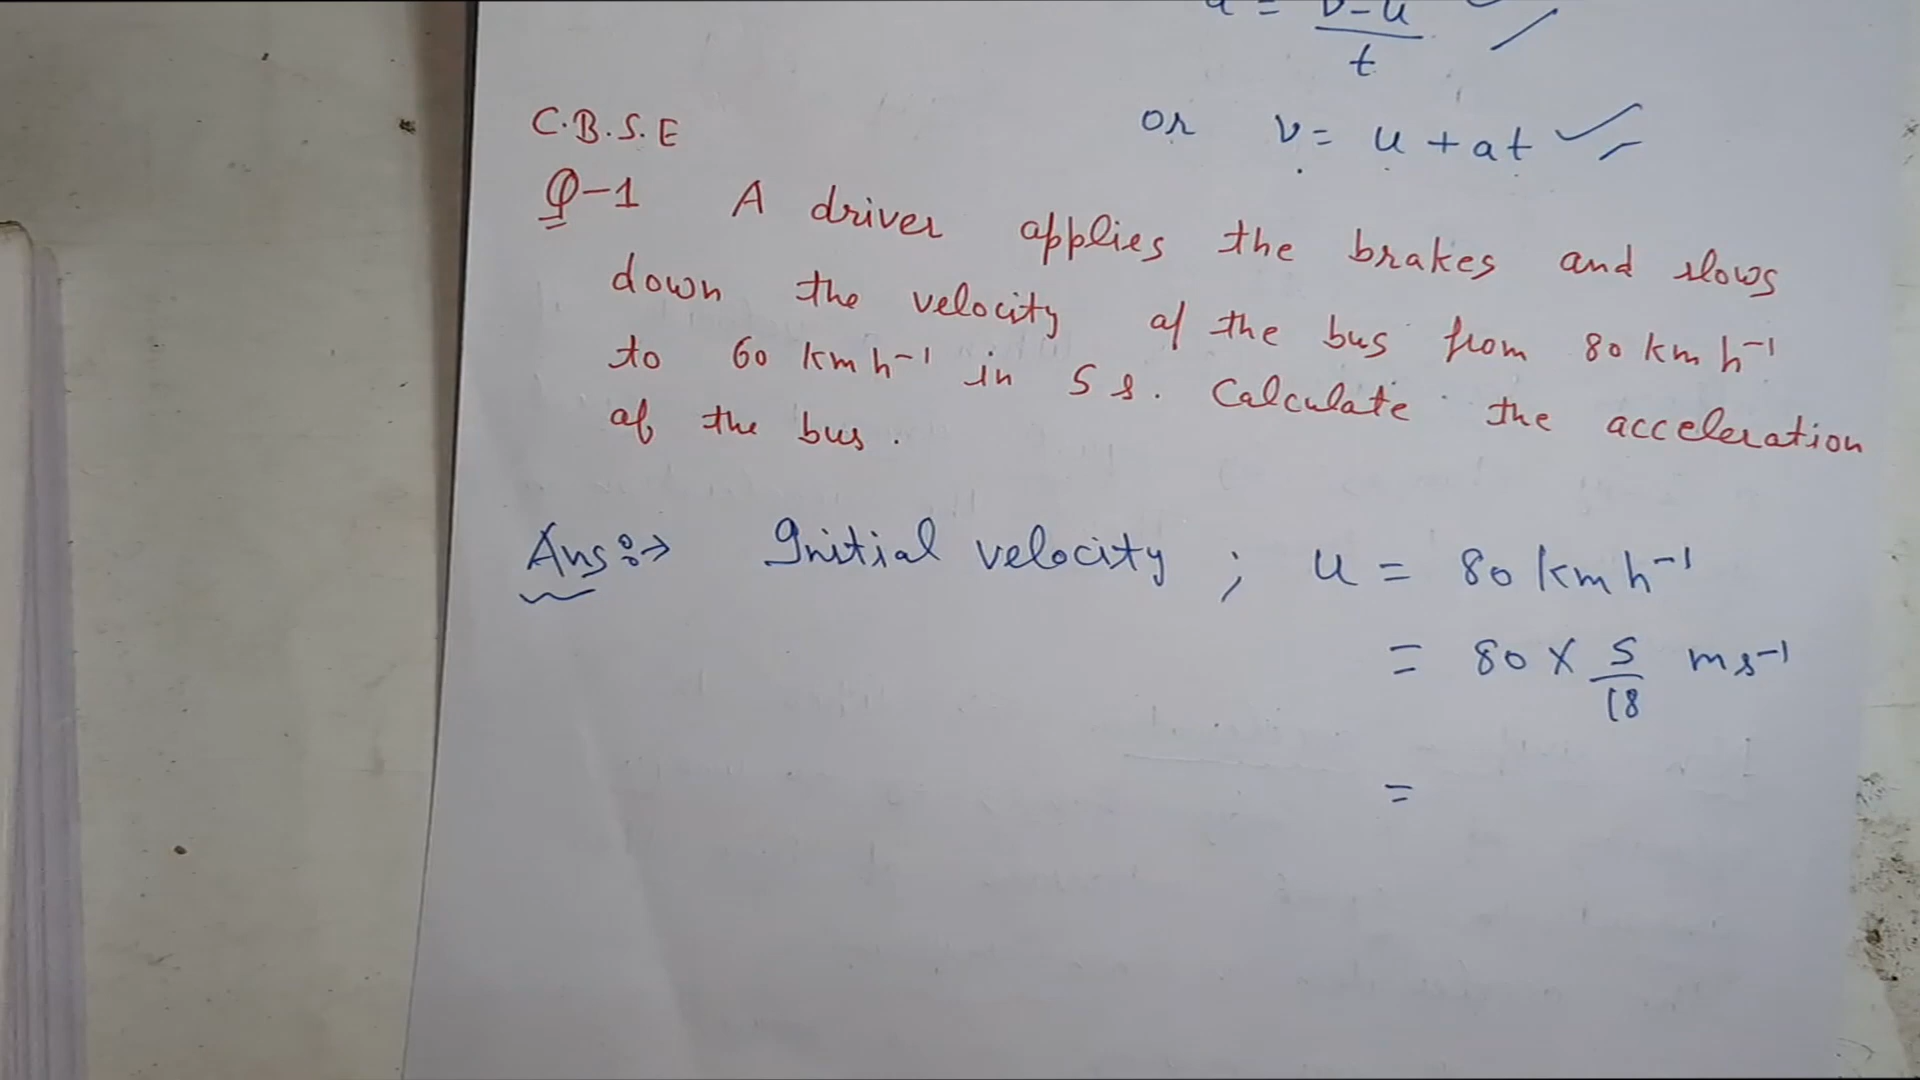 a = v-u
t
or v = u + at
C.B.S.E
Q-1 A driver applies the brakes and slows
down the velocity of the bus from 80 km h-1
to 60 km h-1 in 5 s. Calculate the acceleration
of the bus.
Ans:→ Initial velocity ; u = 80 km h-1
= 80 × 5/18 m s-1
=